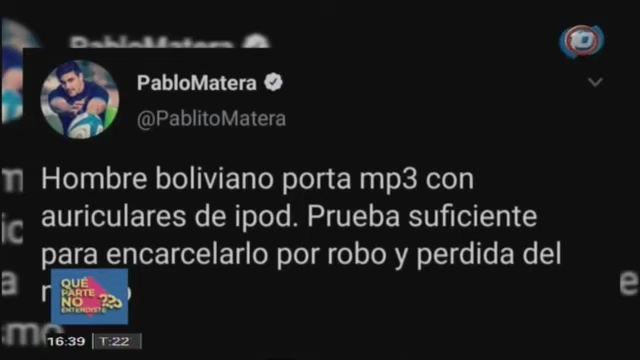 PabloMatera
PabloMatera
@PablitoMatera
Hombre boliviano porta mp3 con
auriculares de ipod. Prueba suficiente
para encarcelarlo por robo y perdida del
QUÉ
PARTE
NO
ENTENDISTE
???
16:39 T:22